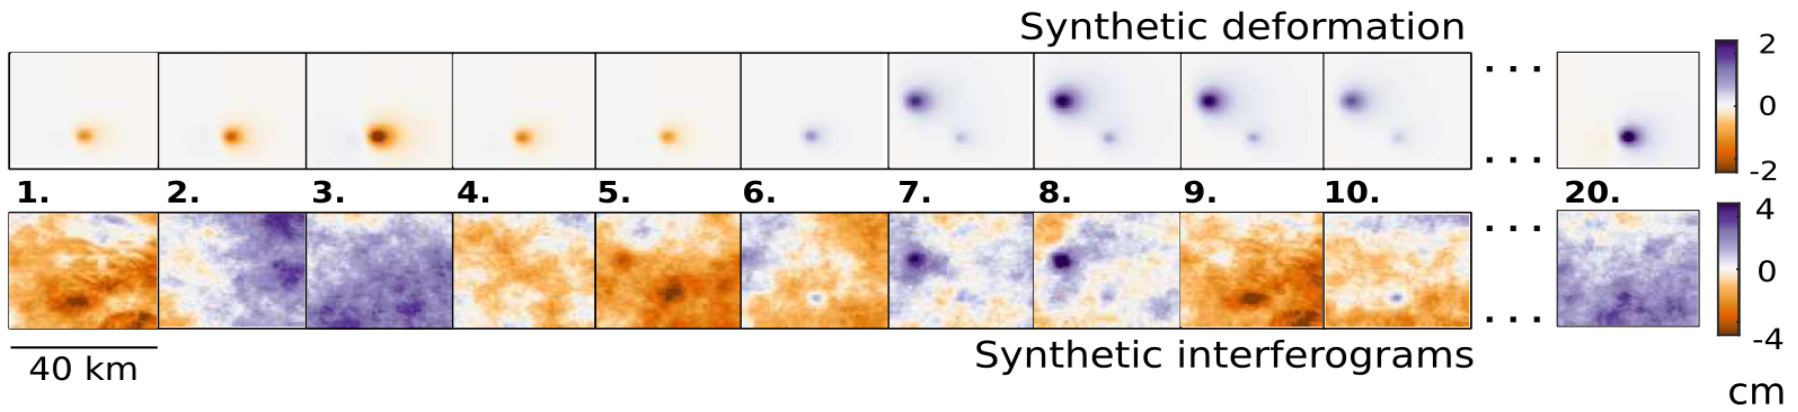 Synthetic deformation
2
0
-2
. . .
. . .
1. 2. 3. 4. 5. 6. 7. 8. 9. 10. 20.
4
0
-4
. . .
. . .
Synthetic interferograms
40 km
cm